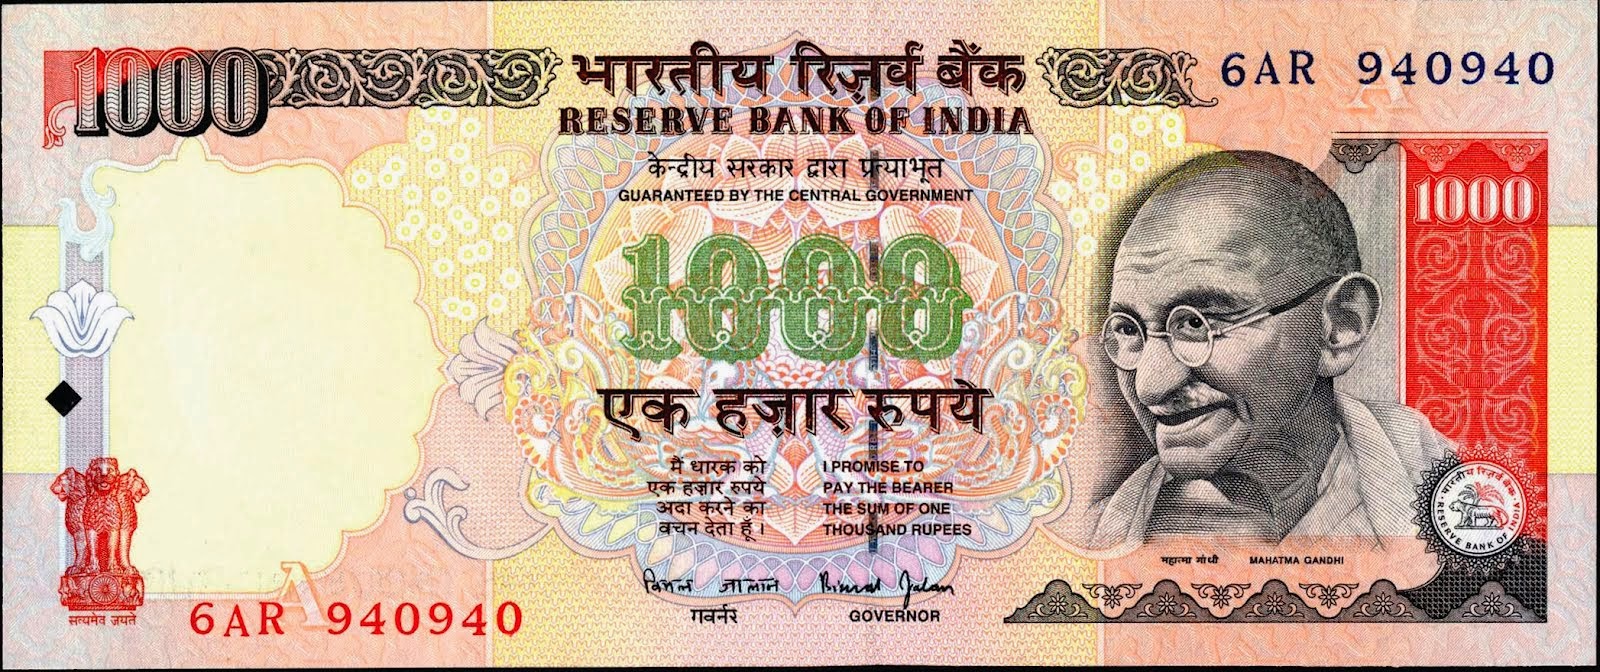 1000
भारतीय रिज़र्व बैंक
RESERVE BANK OF INDIA
6AR 940940
केन्द्रीय सरकार द्वारा प्रत्याभूत
GUARANTEED BY THE CENTRAL GOVERNMENT
1000
1000
एक हज़ार रुपये
मैं धारक को
एक हज़ार रुपये
अदा करने का
वचन देता हूँ ।
I PROMISE TO
PAY THE BEARER
THE SUM OF ONE
THOUSAND RUPEES
बिमल जालान
Bimal Jalan
गवर्नर
GOVERNOR
महात्मा गांधी
MAHATMA GANDHI
भारतीय रिज़र्व बैंक
RESERVE BANK OF INDIA
सत्यमेव जयते
A
6AR 940940
A